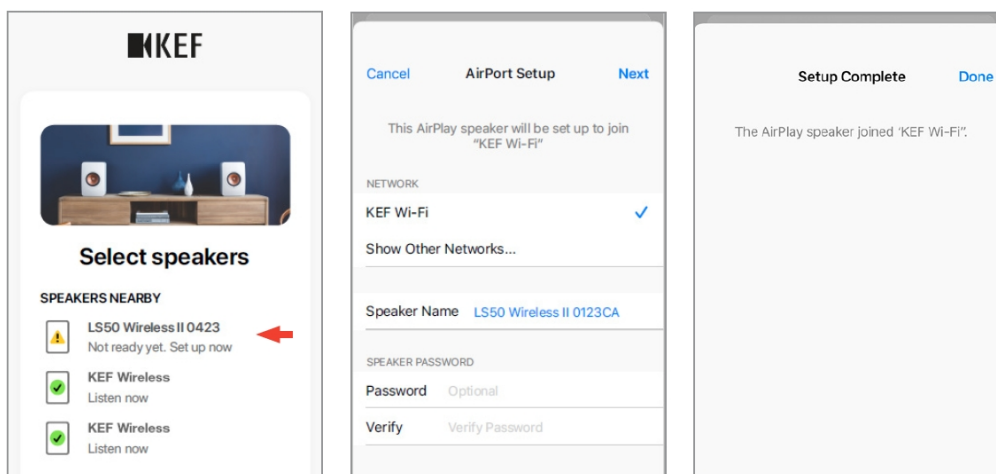 KEF
Select speakers
SPEAKERS NEARBY
LS50 Wireless II 0423
Not ready yet. Set up now
KEF Wireless
Listen now
KEF Wireless
Listen now
Cancel AirPort Setup Next
This AirPlay speaker will be set up to join
“KEF Wi-Fi”
NETWORK
KEF Wi-Fi
Show Other Networks...
Speaker Name LS50 Wireless II 0123CA
SPEAKER PASSWORD
Password Optional
Verify Verify Password
Setup Complete Done
The AirPlay speaker joined ‘KEF Wi-Fi”.